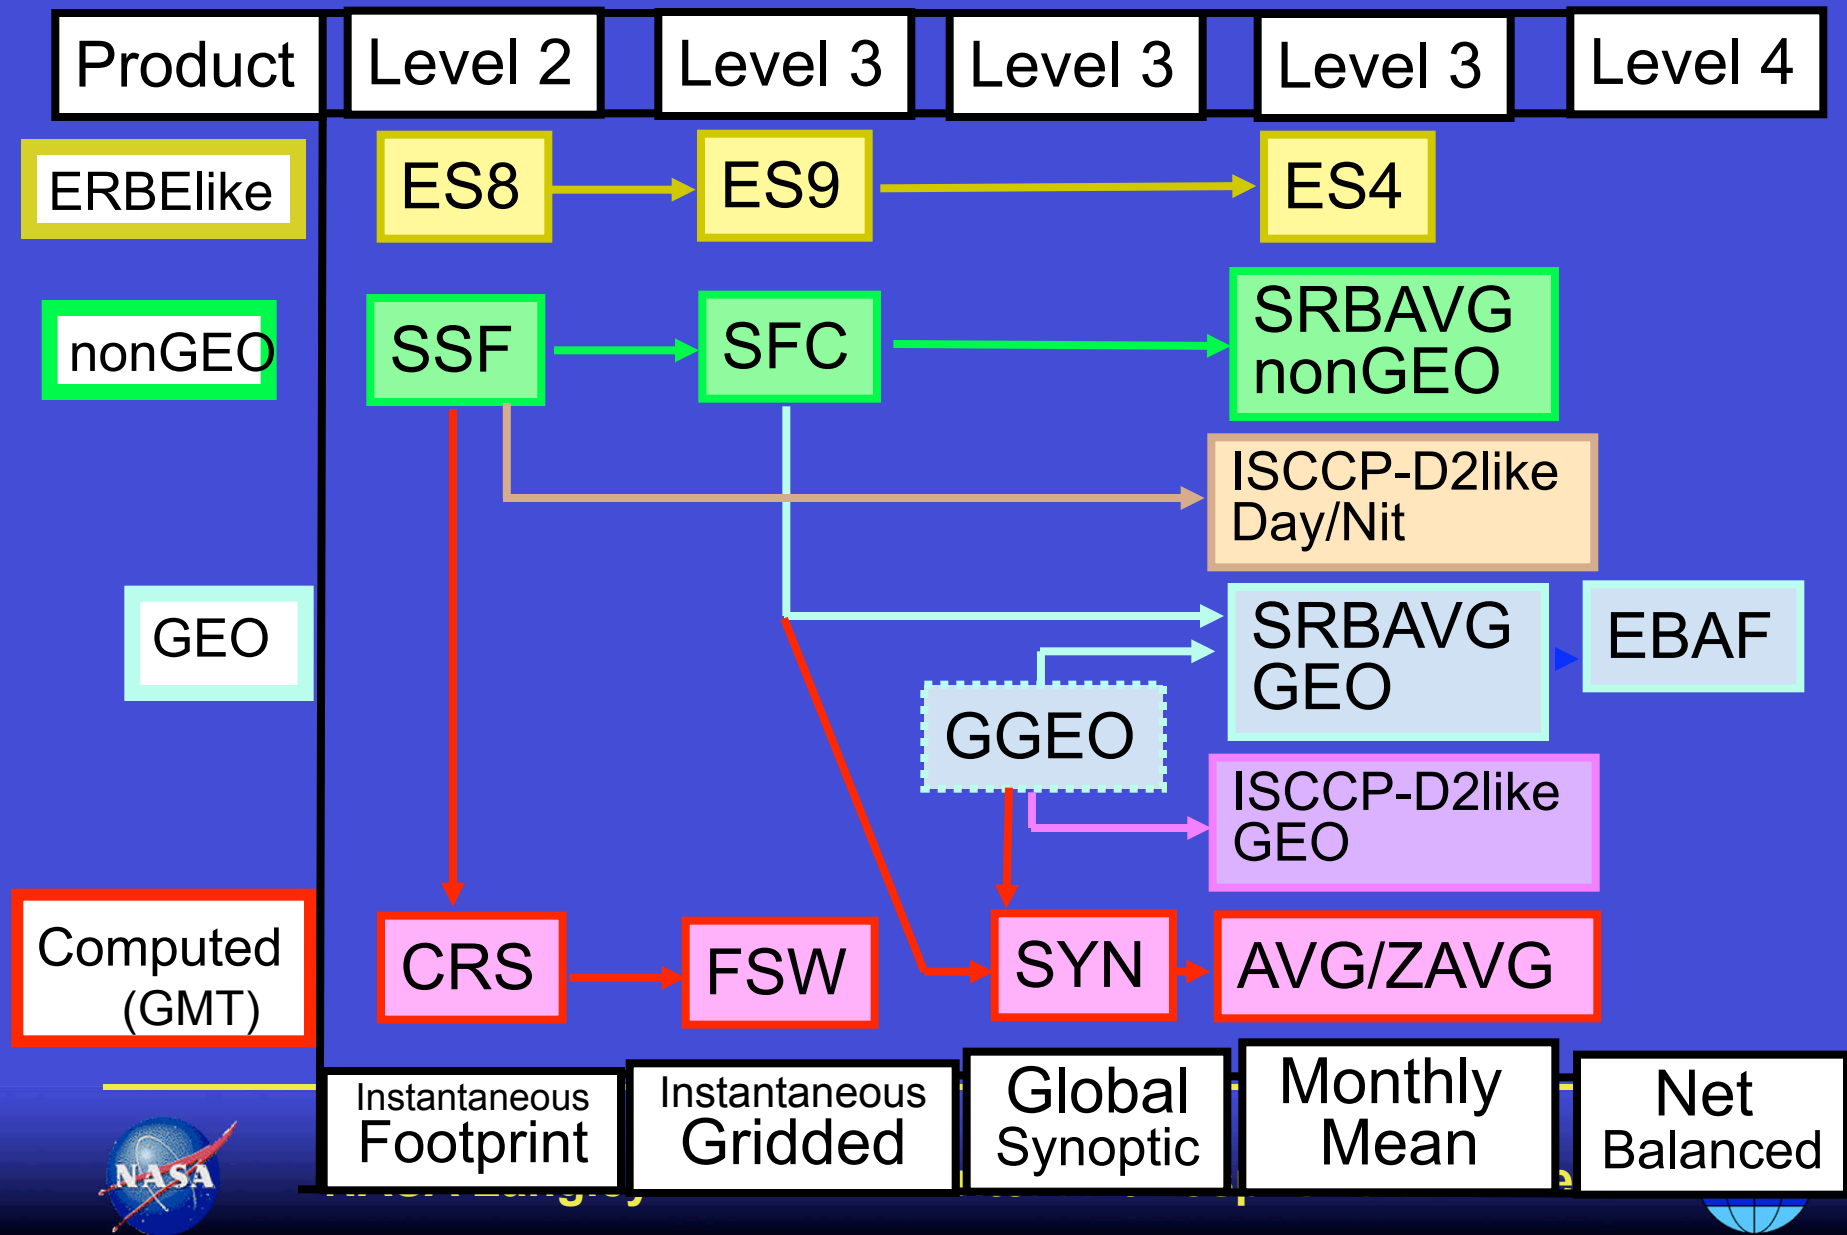 Product
Level 2
Level 3
Level 3
Level 3
Level 4
ERBElike
ES8
ES9
ES4
nonGEO
SSF
SFC
SRBAVG
nonGEO
ISCCP-D2like
Day/Nit
GEO
SRBAVG
GEO
EBAF
GGEO
ISCCP-D2like
GEO
Computed
(GMT)
CRS
FSW
SYN
AVG/ZAVG
Instantaneous
Footprint
Instantaneous
Gridded
Global
Synoptic
Monthly
Mean
Net
Balanced
NASA
NASA Langley